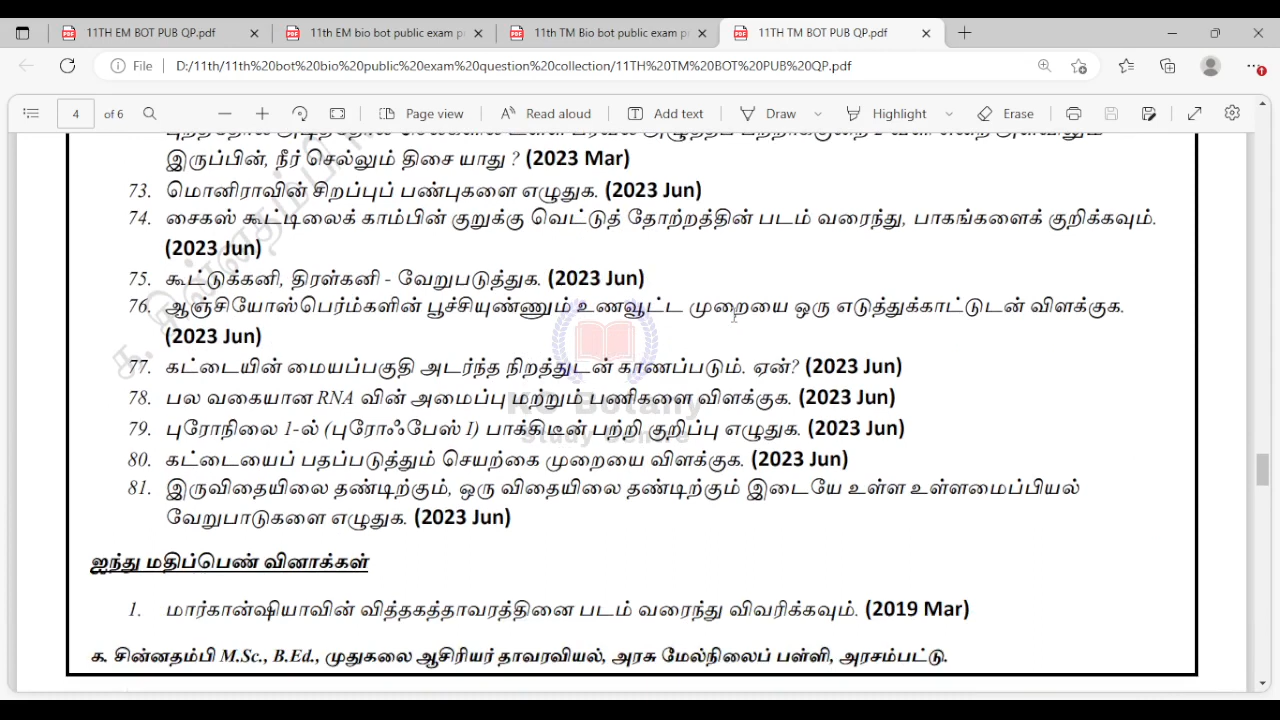 11TH EM BOT PUB QP.pdf
11th EM bio bot public exam p
11th TM Bio bot public exam p
11TH TM BOT PUB QP.pdf
File
D:/11th/11th%20bot%20bio%20public%20exam%20question%20collection/11TH%20TM%20BOT%20PUB%20QP.pdf
4 of 6
Page view
Read aloud
Add text
Draw
Highlight
Erase
இருப்பின், நீர் செல்லும் திசை யாது ? (2023 Mar)
73. மொனிராவின் சிறப்புப் பண்புகளை எழுதுக. (2023 Jun)
74. சைகஸ் கூட்டிலைக் காம்பின் குறுக்கு வெட்டுத் தோற்றத்தின் படம் வரைந்து, பாகங்களைக் குறிக்கவும்.
(2023 Jun)
75. கூட்டுக்கனி, திரள்கனி - வேறுபடுத்துக. (2023 Jun)
76. ஆஞ்சியோஸ்பெர்ம்களின் பூச்சியுண்ணும் உணவூட்ட முறையை ஒரு எடுத்துக்காட்டுடன் விளக்குக.
(2023 Jun)
77. கட்டையின் மையப்பகுதி அடர்ந்த நிறத்துடன் காணப்படும். ஏன்? (2023 Jun)
78. பல வகையான RNA வின் அமைப்பு மற்றும் பணிகளை விளக்குக. (2023 Jun)
79. புரோநிலை 1-ல் (புரோஃபேஸ் I) பாக்கிடீன் பற்றி குறிப்பு எழுதுக. (2023 Jun)
80. கட்டையைப் பதப்படுத்தும் செயற்கை முறையை விளக்குக. (2023 Jun)
81. இருவிதையிலை தண்டிற்கும், ஒரு விதையிலை தண்டிற்கும் இடையே உள்ள உள்ளமைப்பியல்
வேறுபாடுகளை எழுதுக. (2023 Jun)
Botany
Study Centre
ஐந்து மதிப்பெண் வினாக்கள்
1. மார்கான்ஷியாவின் வித்தகத்தாவரத்தினை படம் வரைந்து விவரிக்கவும். (2019 Mar)
க. சின்னதம்பி M.Sc., B.Ed., முதுகலை ஆசிரியர் தாவரவியல், அரசு மேல்நிலைப் பள்ளி, அரசம்பட்டு.